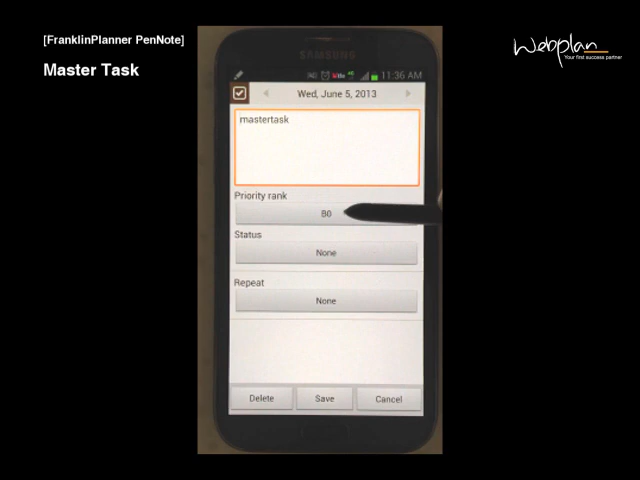 [FranklinPlanner PenNote]
Master Task
Webplan
Your first success partner
SAMSUNG
11:36 AM
Wed, June 5, 2013
mastertask
Priority rank
B0
Status
None
Repeat
None
Delete
Save
Cancel